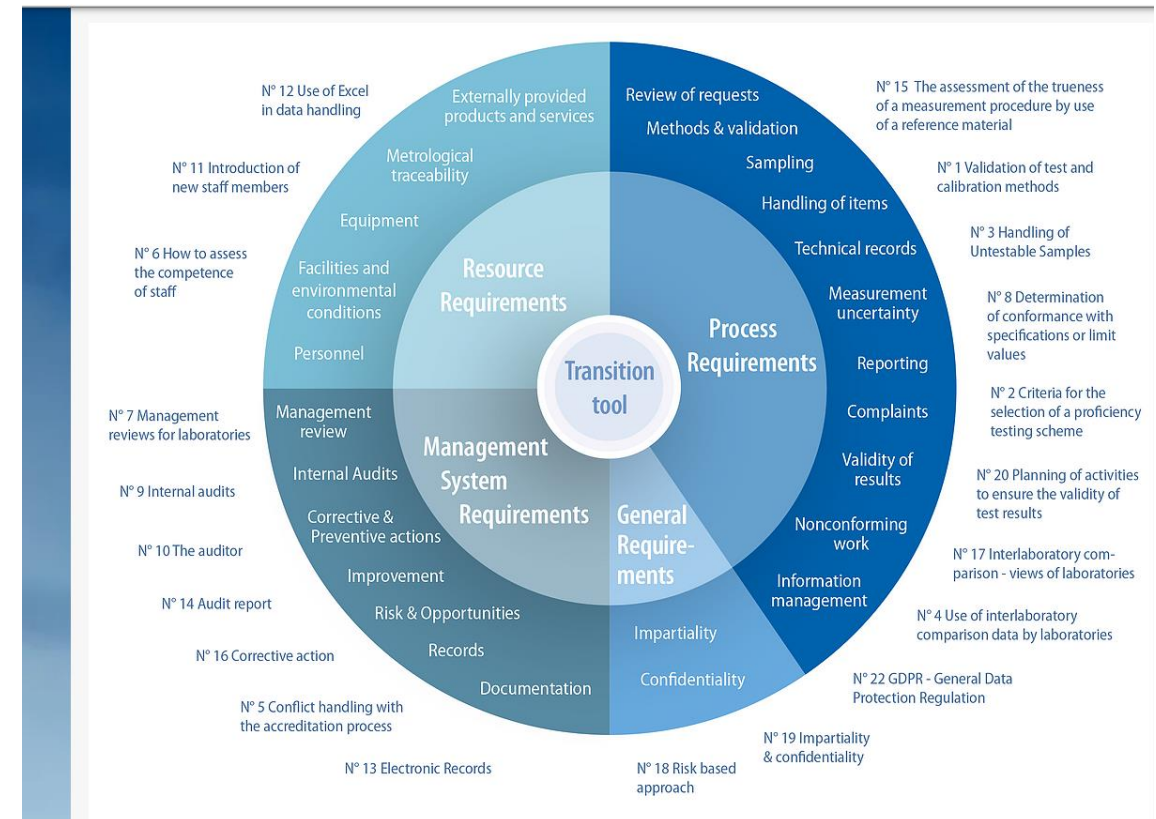 N° 12 Use of Excel
in data handling
N° 11 Introduction of
new staff members
N° 6 How to assess
the competence
of staff
N° 7 Management
reviews for laboratories
N° 9 Internal audits
N° 10 The auditor
N° 14 Audit report
N° 16 Corrective action
N° 5 Conflict handling with
the accreditation process
N° 13 Electronic Records
Externally provided
products and services
Metrological
traceability
Equipment
Facilities and
environmental
conditions
Personnel
Resource
Requirements
Management
review
Internal Audits
Corrective &
Preventive actions
Improvement
Risk & Opportunities
Records
Documentation
Management
System
Requirements
Transition
tool
General
Require-
ments
Impartiality
Confidentiality
Process
Requirements
Review of requests
Methods & validation
Sampling
Handling of items
Technical records
Measurement
uncertainty
Reporting
Complaints
Validity of
results
Nonconforming
work
Information
management
N° 15 The assessment of the trueness
of a measurement procedure by use
of a reference material
N° 1 Validation of test and
calibration methods
N° 3 Handling of
Untestable Samples
N° 8 Determination
of conformance with
specifications or limit
values
N° 2 Criteria for the
selection of a proficiency
testing scheme
N° 20 Planning of activities
to ensure the validity of
test results
N° 17 Interlaboratory com-
parison - views of laboratories
N° 4 Use of interlaboratory
comparison data by laboratories
N° 22 GDPR - General Data
Protection Regulation
N° 19 Impartiality
& confidentiality
N° 18 Risk based
approach